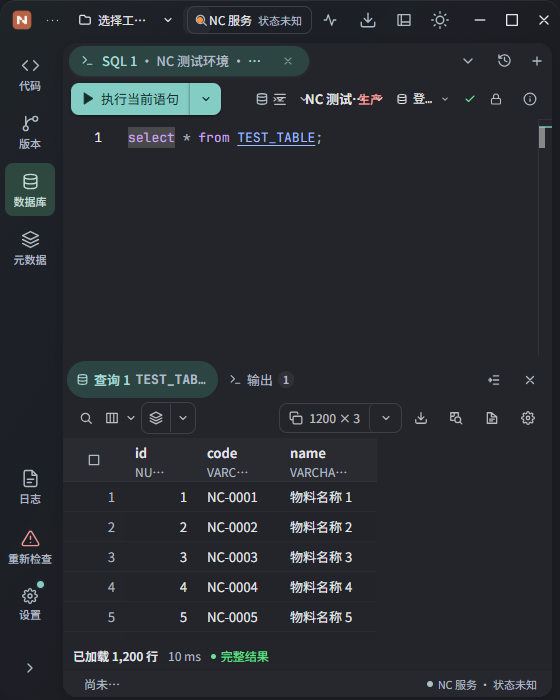 N ··· 选择工··· NC 服务 状态未知
代码
版本
数据库
元数据
日志
重新检查
设置
SQL 1 • NC 测试环境 • ···
执行当前语句 NC 测试· 生产 登...
1 select * from TEST_TABLE;
查询 1 TEST_TAB... 输出 1
1200 × 3
id code name
NU··· VARC··· VARCHA···
1 1 NC-0001 物料名称 1
2 2 NC-0002 物料名称 2
3 3 NC-0003 物料名称 3
4 4 NC-0004 物料名称 4
5 5 NC-0005 物料名称 5
已加载 1,200 行 10 ms • 完整结果
尚未··· NC 服务 • 状态未知